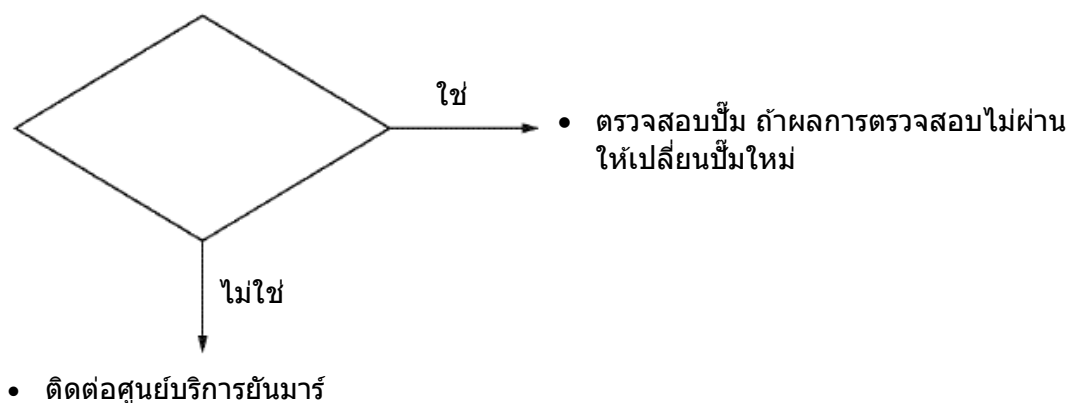 ใช่
• ตรวจสอบปั๊ม ถ้าผลการตรวจสอบไม่ผ่าน
ให้เปลี่ยนปั๊มใหม่
ไม่ใช่
• ติดต่อศูนย์บริการยันมาร์